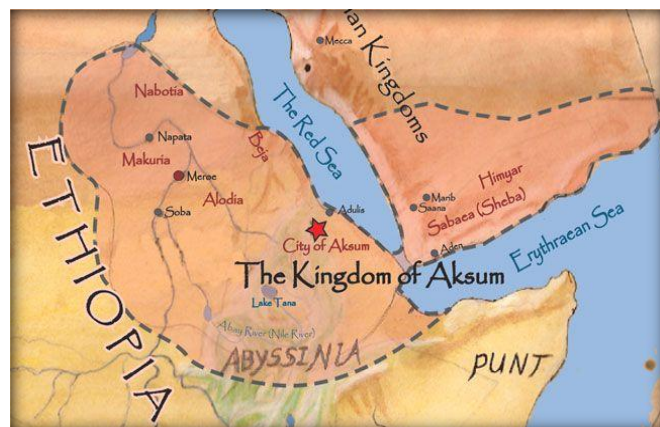 Mecca
an Kingdoms
Nabotia
The Red Sea
Beja
Napata
Makuria
Meroe
Alodia
Soba
Marib
Saana
Himyar
Sabaea (Sheba)
Adulis
City of Aksum
Aden
Erythraean Sea
The Kingdom of Aksum
Lake Tana
Abay River (Nile River)
ABYSSINIA
PUNT
ETHIOPIA